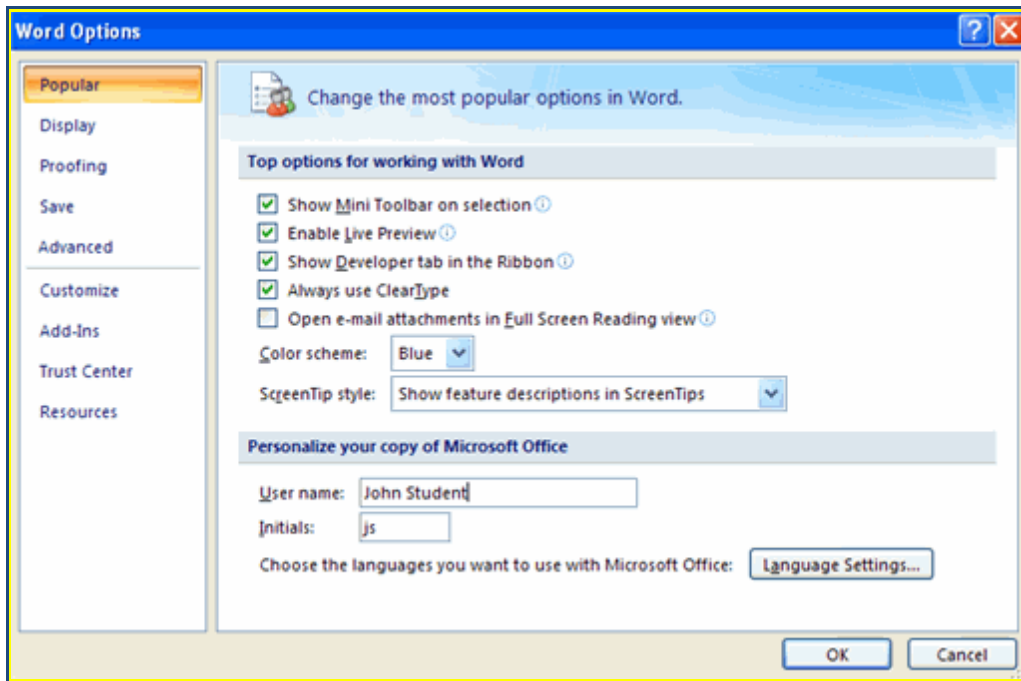 Word Options
Popular
Display
Proofing
Save
Advanced
Customize
Add-Ins
Trust Center
Resources
Change the most popular options in Word.
Top options for working with Word
Show Mini Toolbar on selection
Enable Live Preview
Show Developer tab in the Ribbon
Always use ClearType
Open e-mail attachments in Full Screen Reading view
Color scheme: Blue
ScreenTip style: Show feature descriptions in ScreenTips
Personalize your copy of Microsoft Office
User name: John Student
Initials: js
Choose the languages you want to use with Microsoft Office: Language Settings...
OK Cancel